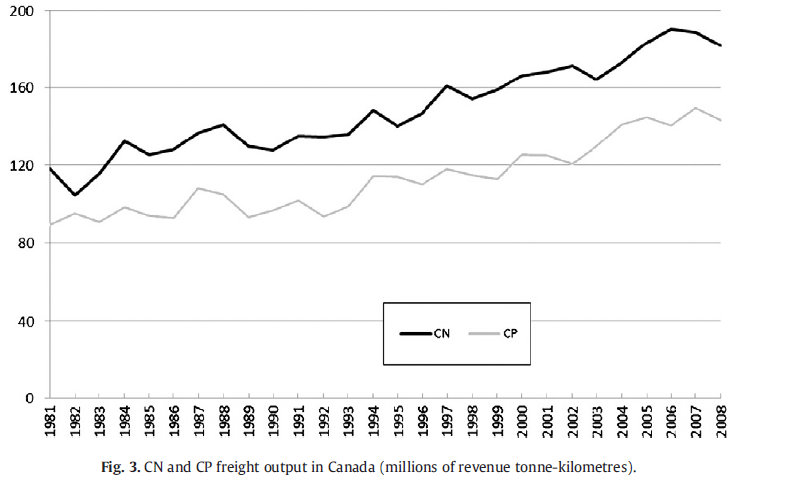 200
160
120
80
40
0
CN CP
1981 1982 1983 1984 1985 1986 1987 1988 1989 1990 1991 1992 1993 1994 1995 1996 1997 1998 1999 2000 2001 2002 2003 2004 2005 2006 2007 2008
Fig. 3. CN and CP freight output in Canada (millions of revenue tonne-kilometres).